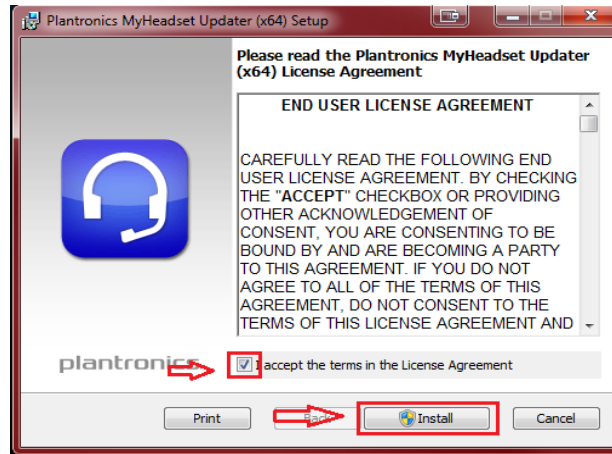 Plantronics MyHeadset Updater (x64) Setup
Please read the Plantronics MyHeadset Updater
(x64) License Agreement
END USER LICENSE AGREEMENT
CAREFULLY READ THE FOLLOWING END
USER LICENSE AGREEMENT. BY CHECKING
THE "ACCEPT" CHECKBOX OR PROVIDING
OTHER ACKNOWLEDGEMENT OF
CONSENT, YOU ARE CONSENTING TO BE
BOUND BY AND ARE BECOMING A PARTY
TO THIS AGREEMENT. IF YOU DO NOT
AGREE TO ALL OF THE TERMS OF THIS
AGREEMENT, DO NOT CONSENT TO THE
TERMS OF THIS LICENSE AGREEMENT AND
plantronics
I accept the terms in the License Agreement
Print Back Install Cancel